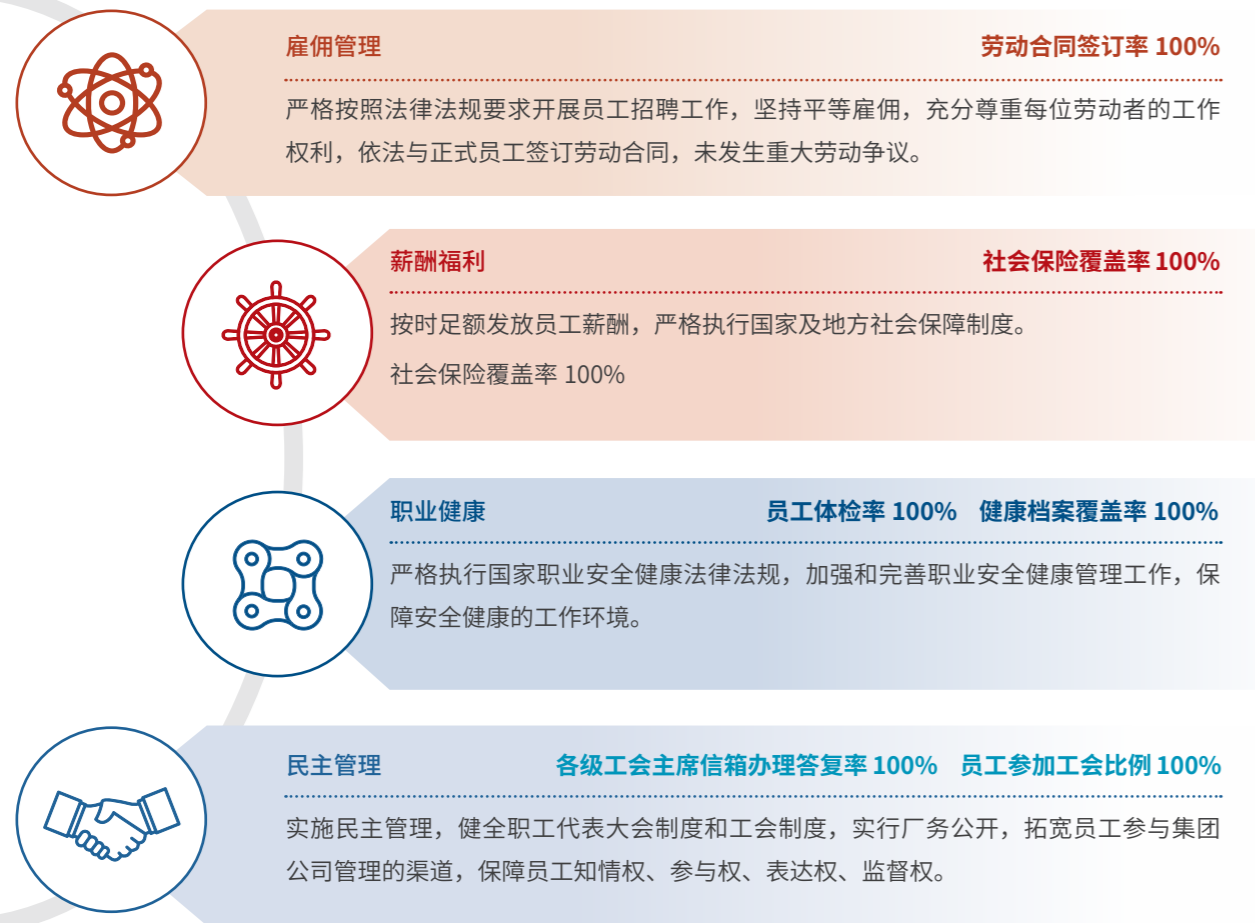 雇佣管理 劳动合同签订率 100%
严格按照法律法规要求开展员工招聘工作，坚持平等雇佣，充分尊重每位劳动者的工作
权利，依法与正式员工签订劳动合同，未发生重大劳动争议。
薪酬福利 社会保险覆盖率 100%
按时足额发放员工薪酬，严格执行国家及地方社会保障制度。
社会保险覆盖率 100%
职业健康 员工体检率 100% 健康档案覆盖率 100%
严格执行国家职业安全健康法律法规，加强和完善职业安全健康管理工作，保
障安全健康的工作环境。
民主管理 各级工会主席信箱办理答复率 100% 员工参加工会比例 100%
实施民主管理，健全职工代表大会制度和工会制度，实行厂务公开，拓宽员工参与集团
公司管理的渠道，保障员工知情权、参与权、表达权、监督权。